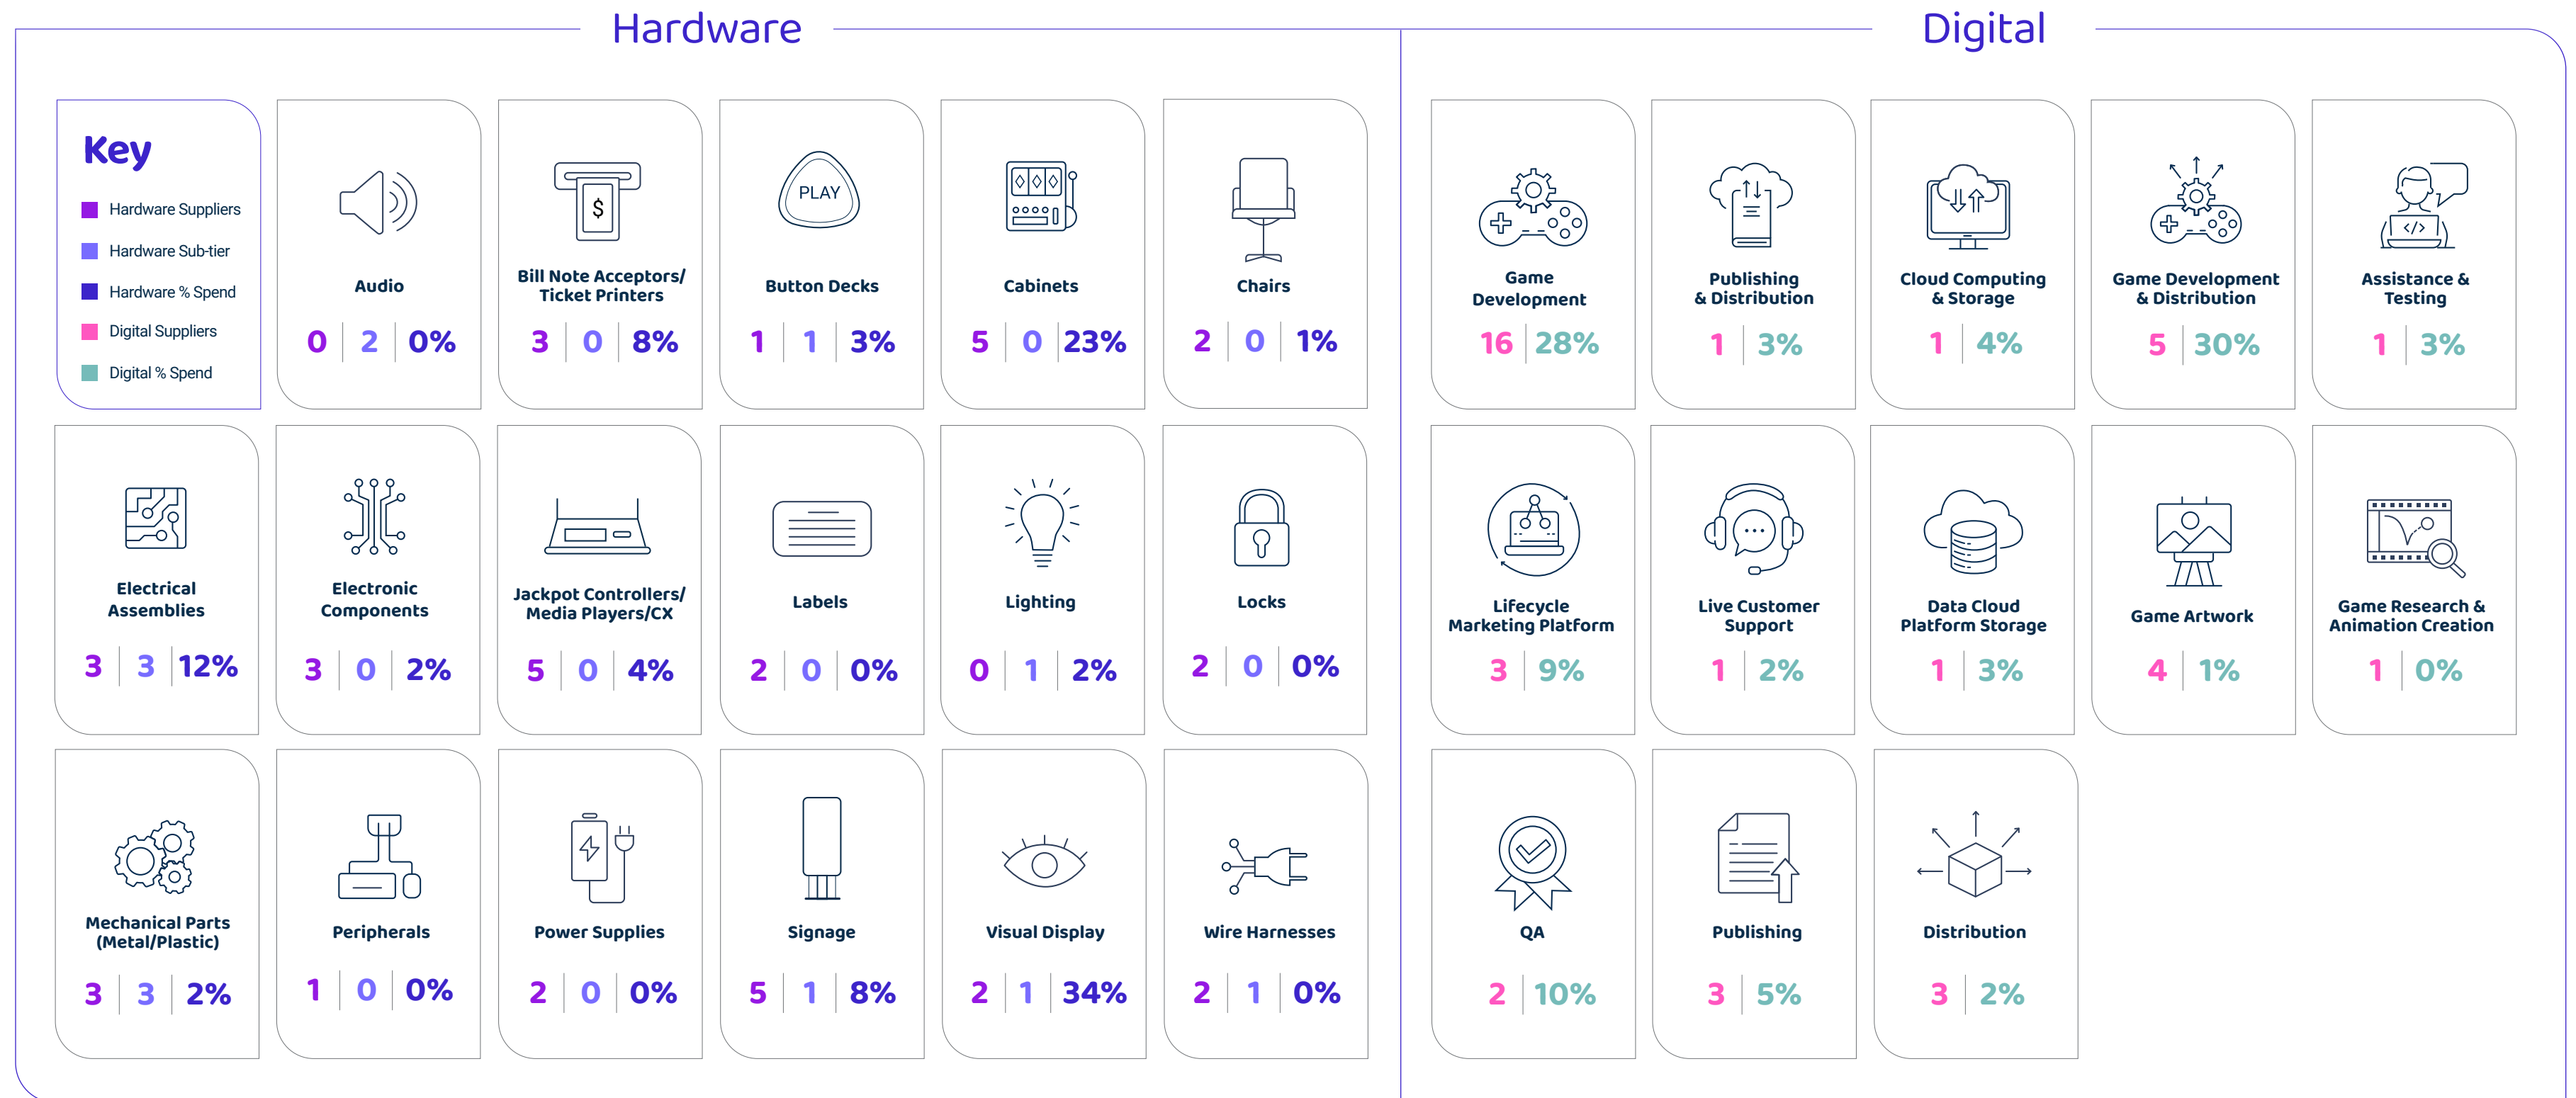 Hardware
Digital
Key
Hardware Suppliers
Hardware Sub-tier
Hardware % Spend
Digital Suppliers
Digital % Spend
Audio
0 2 0%
$
Bill Note Acceptors/
Ticket Printers
3 0 8%
PLAY
Button Decks
1 1 3%
Cabinets
5 0 23%
Chairs
2 0 1%
Electrical
Assemblies
3 3 12%
Electronic
Components
3 0 2%
Jackpot Controllers/
Media Players/CX
5 0 4%
Labels
2 0 0%
Lighting
0 1 2%
Locks
2 0 0%
Mechanical Parts
(Metal/Plastic)
3 3 2%
Peripherals
1 0 0%
Power Supplies
2 0 0%
Signage
5 1 8%
Visual Display
2 1 34%
Wire Harnesses
2 1 0%
Game
Development
16 28%
Publishing
& Distribution
1 3%
Cloud Computing
& Storage
1 4%
Game Development
& Distribution
5 30%
</>
Assistance &
Testing
1 3%
Lifecycle
Marketing Platform
3 9%
Live Customer
Support
1 2%
Data Cloud
Platform Storage
1 3%
Game Artwork
4 1%
Game Research &
Animation Creation
1 0%
QA
2 10%
Publishing
3 5%
Distribution
3 2%